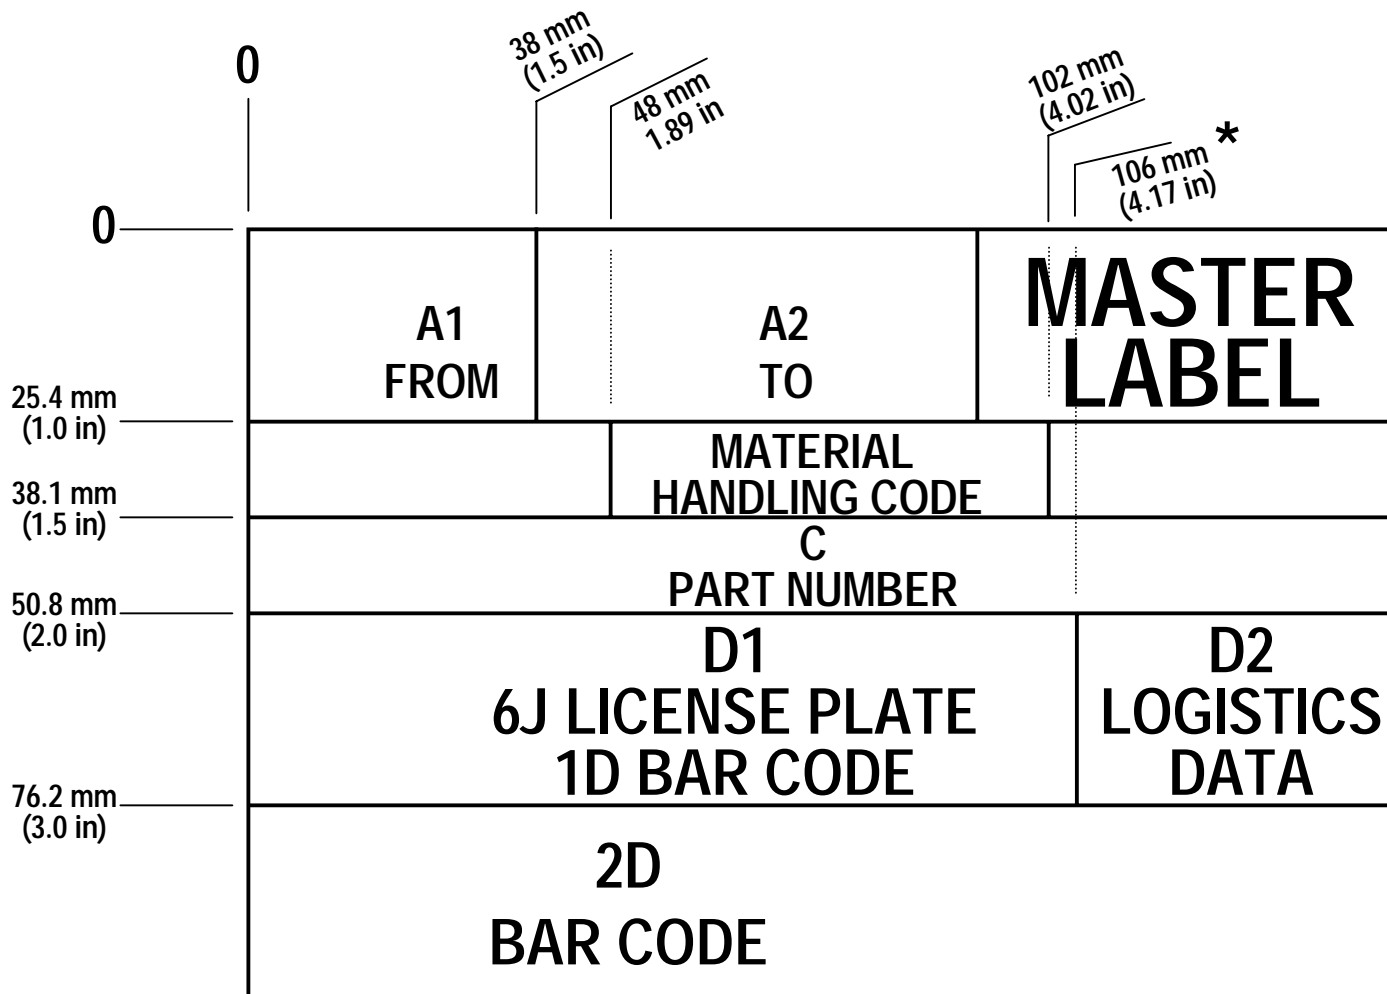 0
38 mm
(1.5 in)
48 mm
1.89 in
102 mm
(4.02 in)
106 mm *
(4.17 in)
0
A1
FROM
A2
TO
MASTER
LABEL
25.4 mm
(1.0 in)
MATERIAL
HANDLING CODE
38.1 mm
(1.5 in)
C
PART NUMBER
50.8 mm
(2.0 in)
D1
6J LICENSE PLATE
1D BAR CODE
D2
LOGISTICS
DATA
76.2 mm
(3.0 in)
2D
BAR CODE